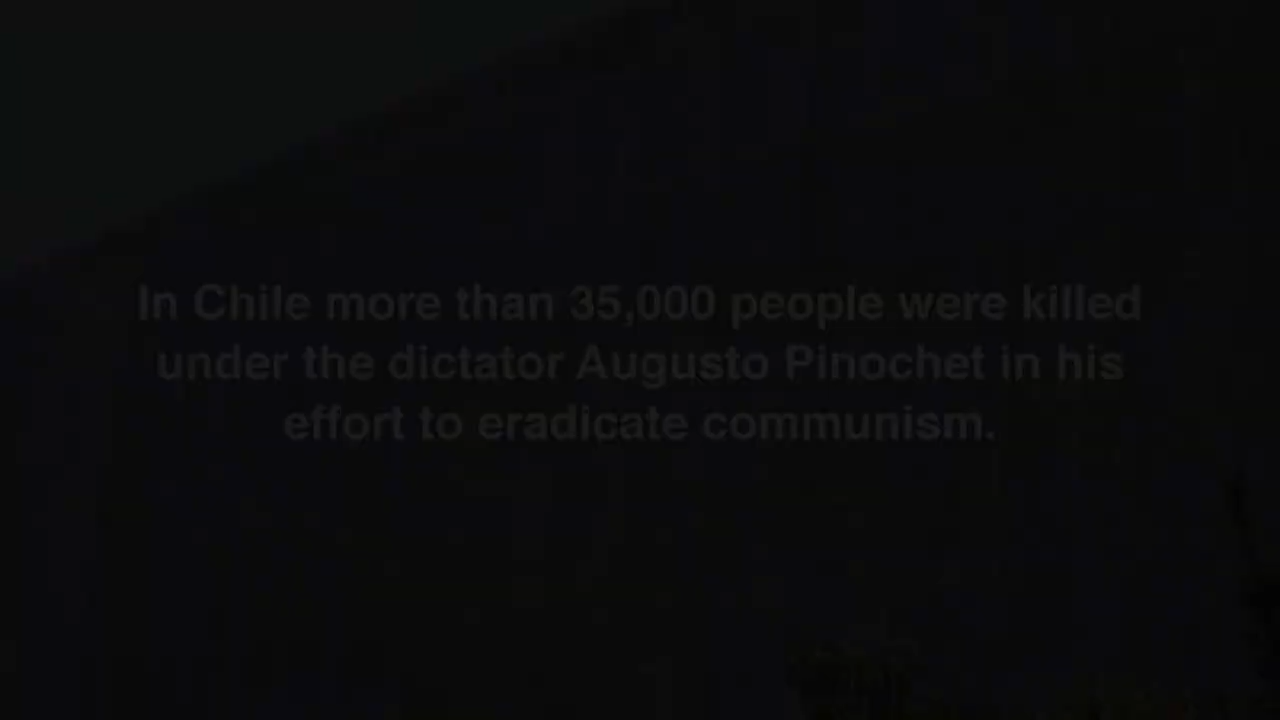 In Chile more than 35,000 people were killed
under the dictator Augusto Pinochet in his
effort to eradicate communism.